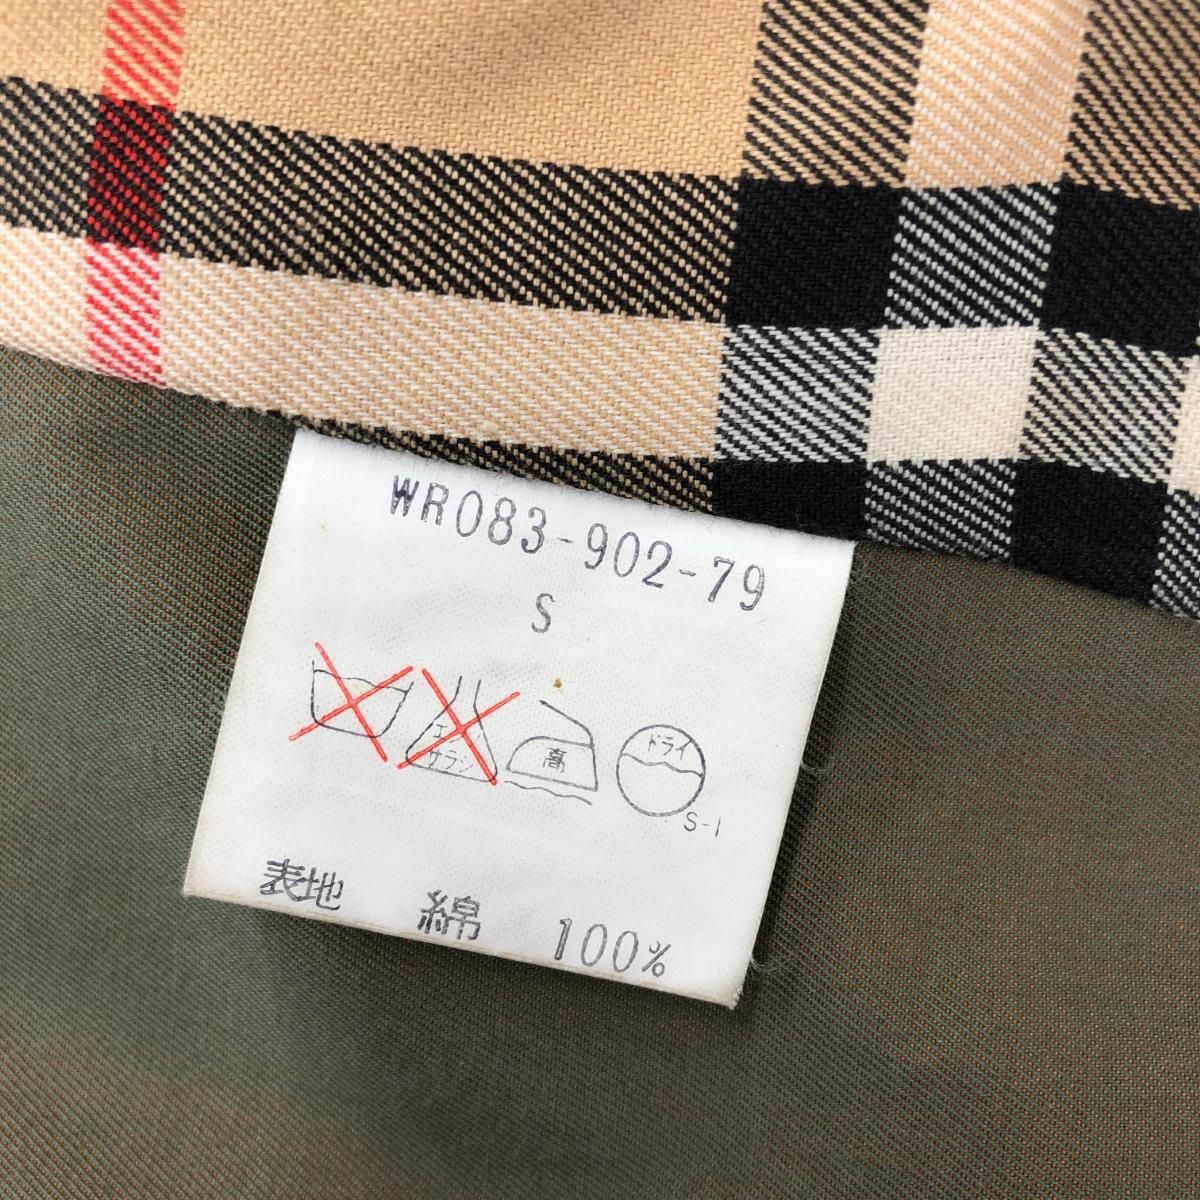 WR083-902-79
S
エンソ
サラシ
高
ドライ
S-1
表地 綿 100%